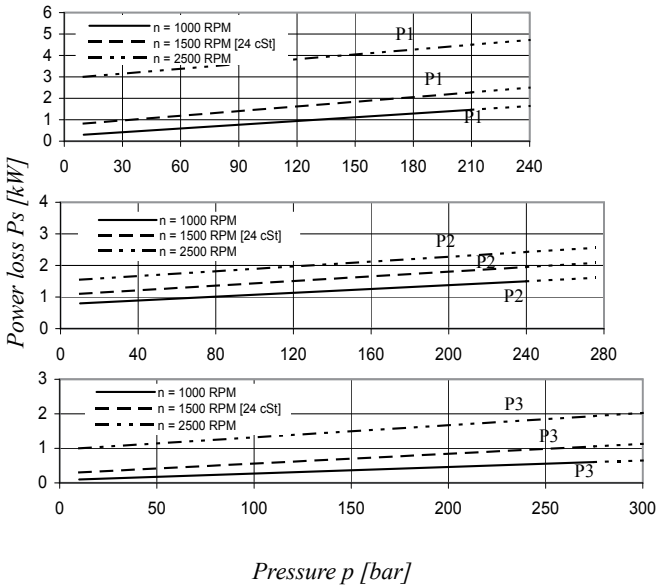 6
5
4
3
2
1
0
n = 1000 RPM
n = 1500 RPM [24 cSt]
n = 2500 RPM
P1
P1
P1
0 30 60 90 120 150 180 210 240
Power loss Ps [kW]
4
3
2
1
0
n = 1000 RPM
n = 1500 RPM [24 cSt]
n = 2500 RPM
P2
P2
P2
0 40 80 120 160 200 240 280
3
2
1
0
n = 1000 RPM
n = 1500 RPM [24 cSt]
n = 2500 RPM
P3
P3
P3
0 50 100 150 200 250 300
Pressure p [bar]